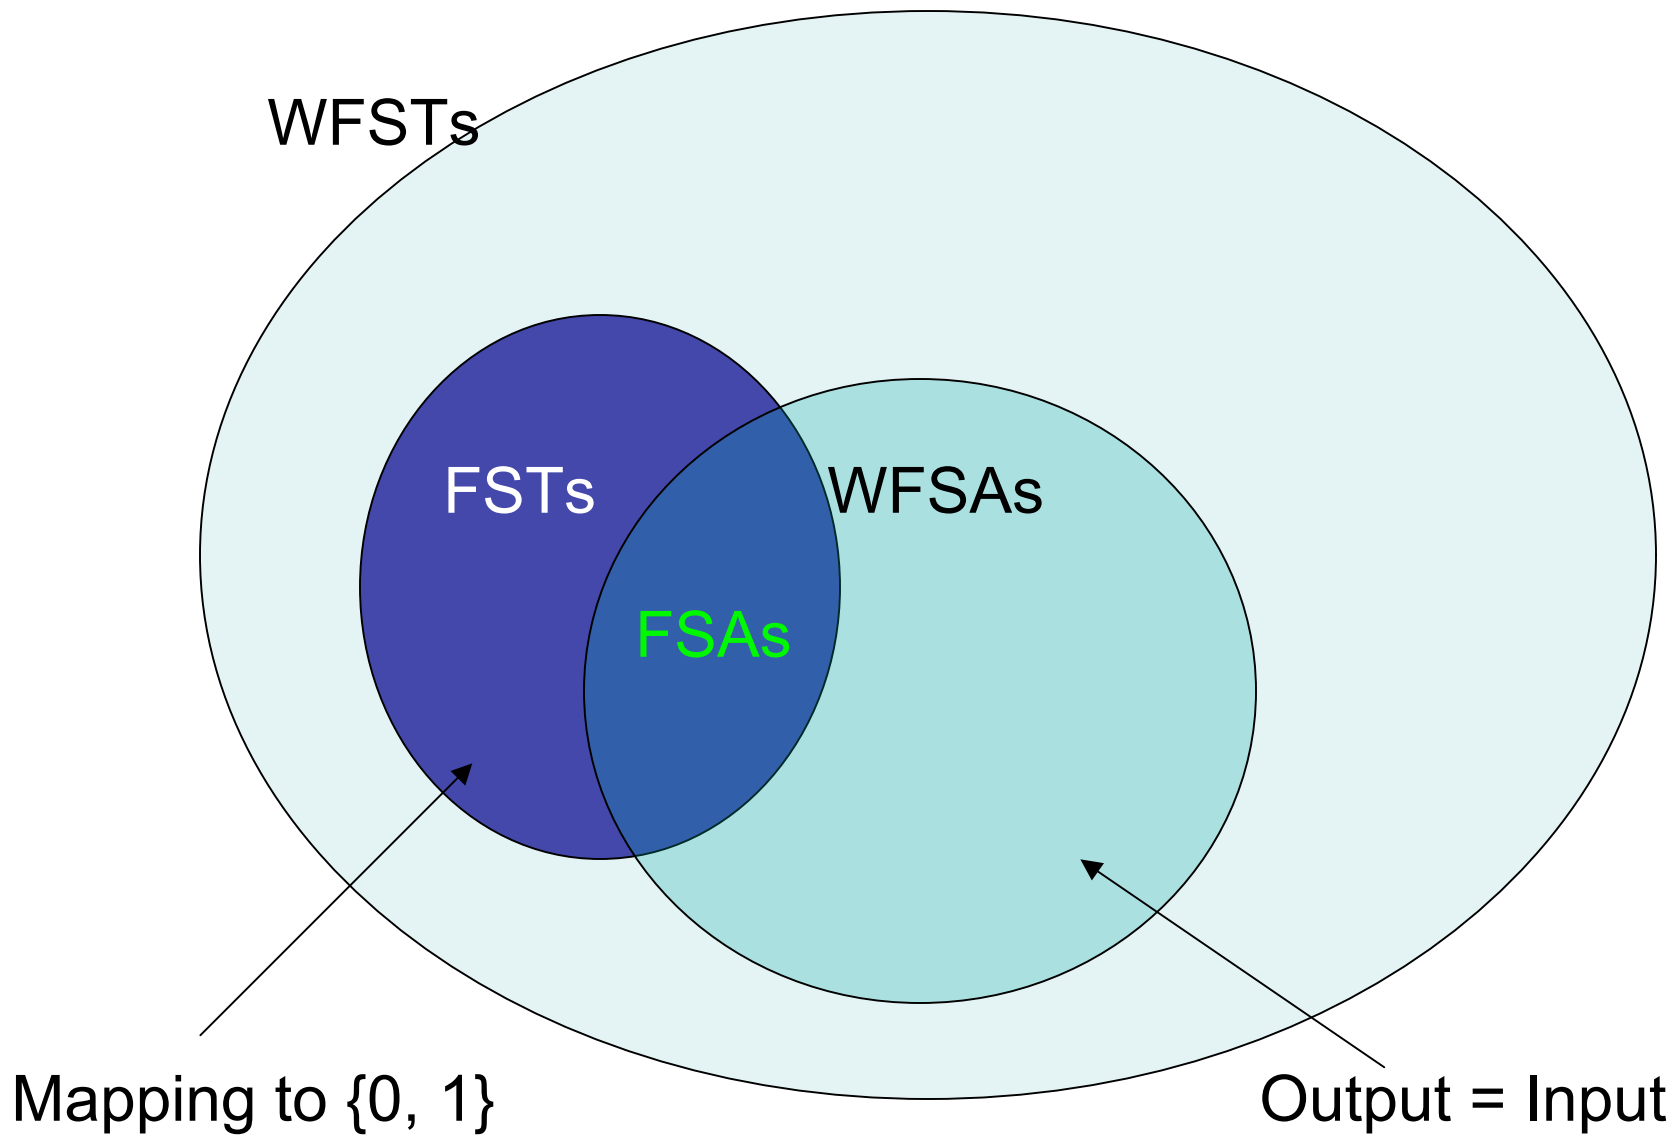 WFSTs
FSTs
WFSAs
FSAs
Mapping to {0, 1}
Output = Input